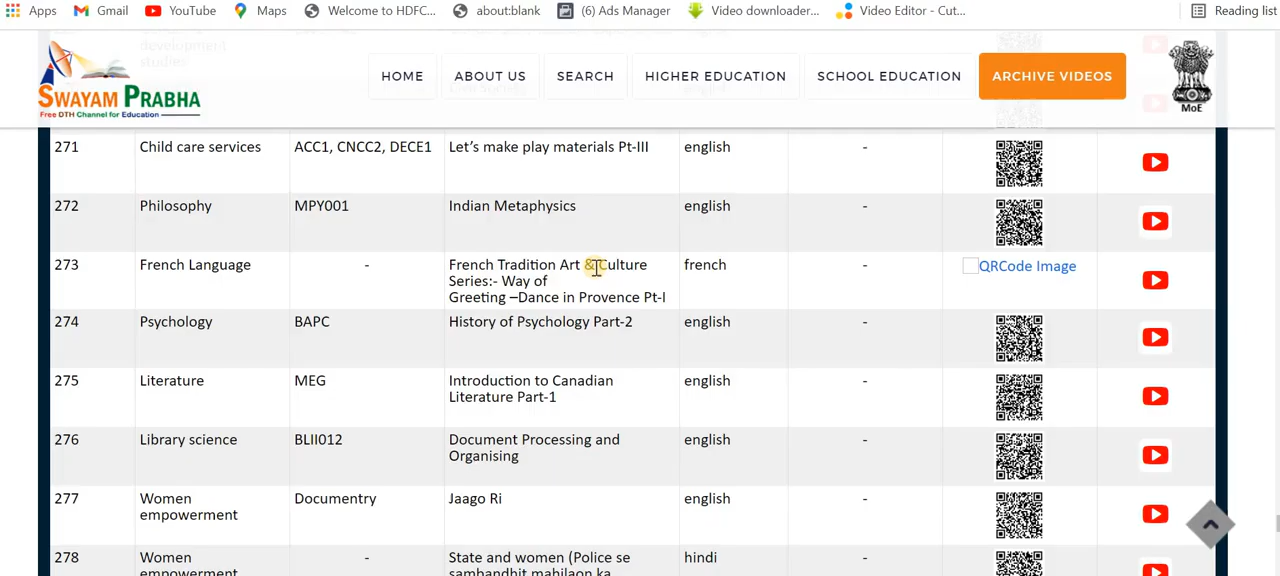 Apps Gmail YouTube Maps Welcome to HDFC... about:blank (6) Ads Manager Video downloader... Video Editor - Cut... Reading list
development
studies
SWAYAM PRABHA
Free DTH Channel for Education
HOME ABOUT US SEARCH HIGHER EDUCATION SCHOOL EDUCATION ARCHIVE VIDEOS
MoE
271 Child care services ACC1, CNCC2, DECE1 Let's make play materials Pt-III english -
272 Philosophy MPY001 Indian Metaphysics english -
273 French Language - French Tradition Art & Culture french - QRCode Image
Series:- Way of
Greeting –Dance in Provence Pt-I
274 Psychology BAPC History of Psychology Part-2 english -
275 Literature MEG Introduction to Canadian english -
Literature Part-1
276 Library science BLII012 Document Processing and english -
Organising
277 Women Documentry Jaago Ri english -
empowerment
278 Women - State and women (Police se hindi -
empowerment sambandhit mahilaon ka